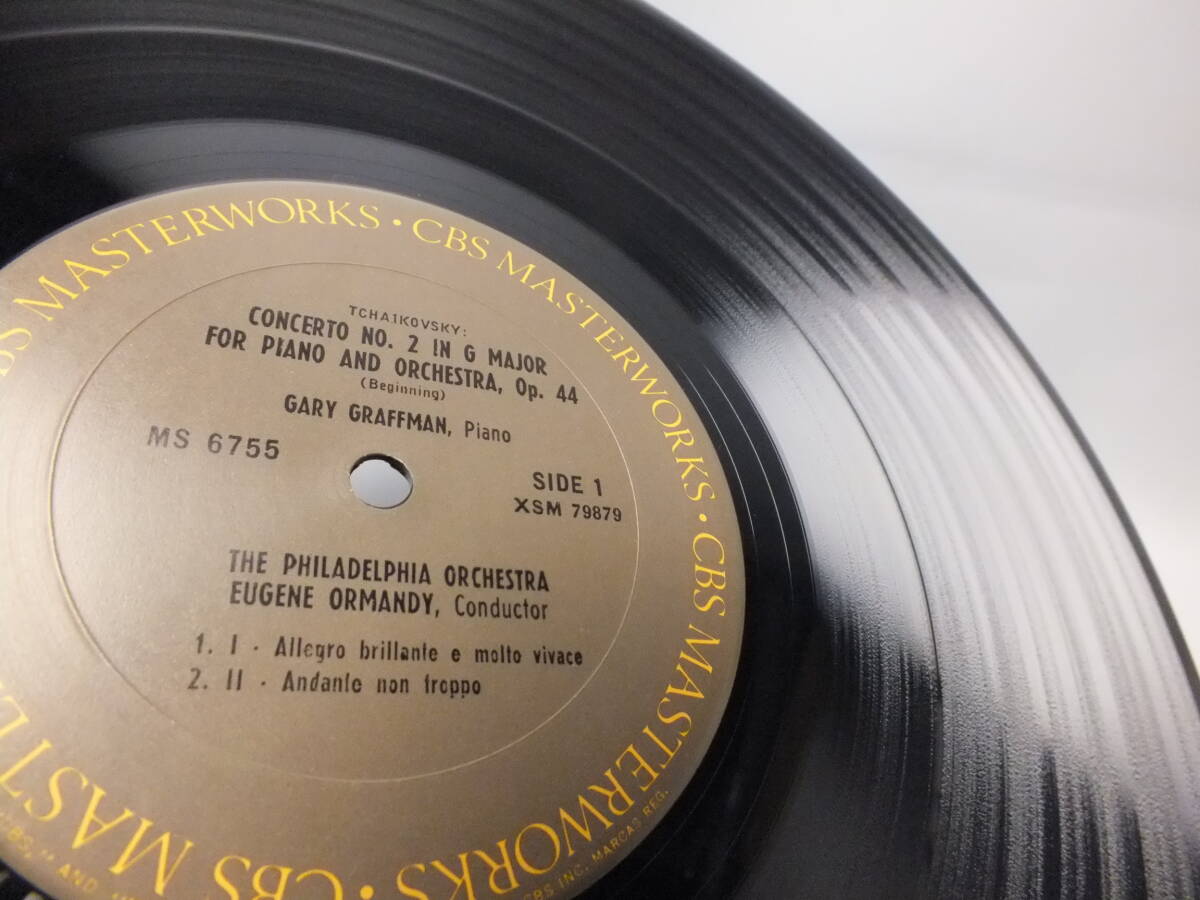 TCHAIKOVSKY:
CONCERTO NO. 2 IN G MAJOR
FOR PIANO AND ORCHESTRA, Op. 44
(Beginning)
GARY GRAFFMAN, Piano
MS 6755
SIDE 1
XSM 79879
THE PHILADELPHIA ORCHESTRA
EUGENE ORMANDY, Conductor
1. I - Allegro brillante e molto vivace
2. II - Andante non troppo
MASTERWORKS · CBS MASTERWORKS · CBS MASTERWORKS · CBS
CBS INC. MARCAS REG.